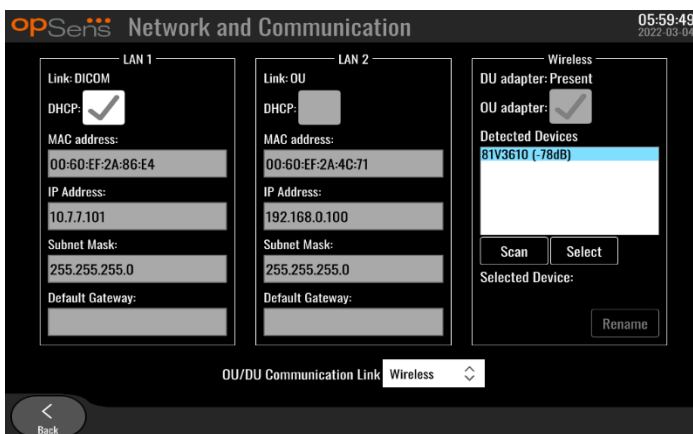 opSens Network and Communication
05:59:49
2022-03-04
LAN 1
Link: DICOM
DHCP:
MAC address:
00:60:EF:2A:86:E4
IP Address:
10.7.7.101
Subnet Mask:
255.255.255.0
Default Gateway:
LAN 2
Link: OU
DHCP:
MAC address:
00:60:EF:2A:4C:71
IP Address:
192.168.0.100
Subnet Mask:
255.255.255.0
Default Gateway:
Wireless
DU adapter: Present
OU adapter:
Detected Devices
81V3610 (-78dB)
Scan Select
Selected Device:
Rename
OU/DU Communication Link Wireless
Back